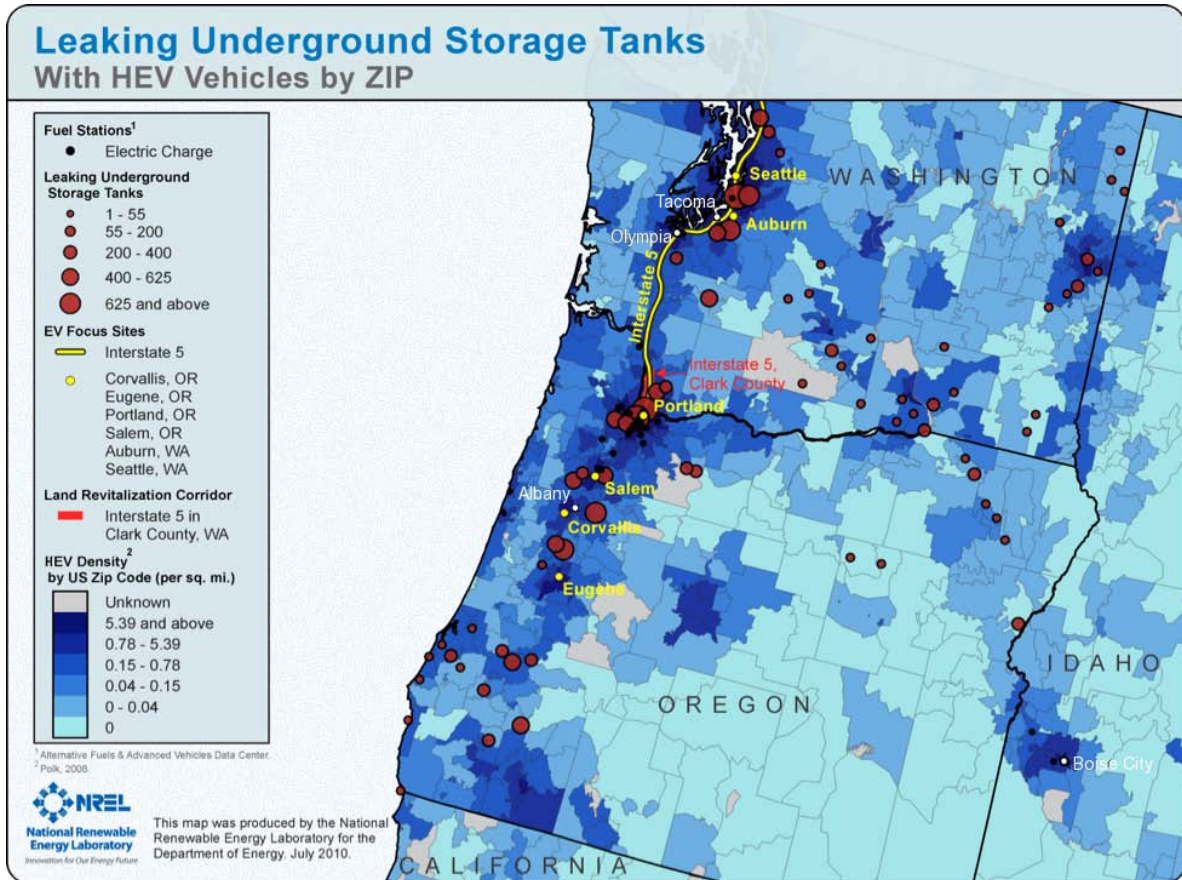 Leaking Underground Storage Tanks
With HEV Vehicles by ZIP
Fuel Stations¹
Electric Charge
Leaking Underground
Storage Tanks
1 - 55
55 - 200
200 - 400
400 - 625
625 and above
EV Focus Sites
Interstate 5
Corvallis, OR
Eugene, OR
Portland, OR
Salem, OR
Auburn, WA
Seattle, WA
Land Revitalization Corridor
Interstate 5 in
Clark County, WA
HEV Density²
by US Zip Code (per sq. mi.)
Unknown
5.39 and above
0.78 - 5.39
0.15 - 0.78
0.04 - 0.15
0 - 0.04
0
¹ Alternative Fuels & Advanced Vehicles Data Center.
² Polk, 2008.
NREL
National Renewable
Energy Laboratory
Innovation for Our Energy Future
This map was produced by the National
Renewable Energy Laboratory for the
Department of Energy. July 2010.
Seattle
WASHINGTON
Tacoma
Auburn
Olympia
Interstate 5
Interstate 5,
Clark County
Portland
Salem
Albany
Corvallis
Eugene
IDAHO
OREGON
Boise City
CALIFORNIA